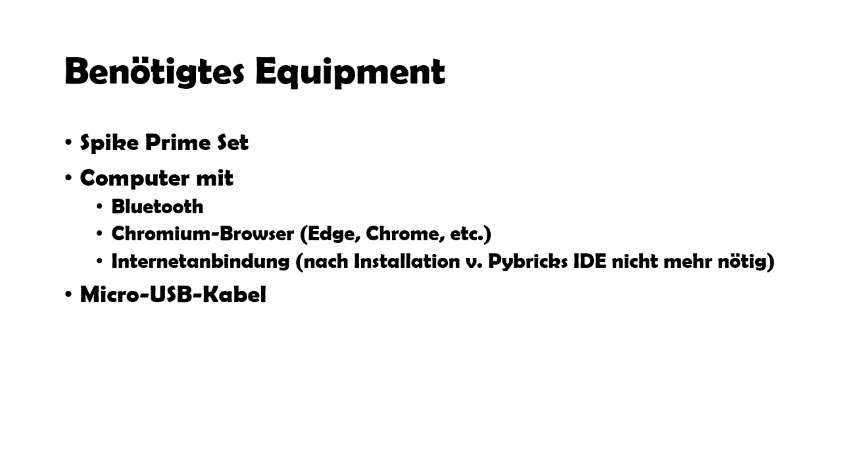 Benötigtes Equipment
• Spike Prime Set
• Computer mit
• Bluetooth
• Chromium-Browser (Edge, Chrome, etc.)
• Internetanbindung (nach Installation v. Pybricks IDE nicht mehr nötig)
• Micro-USB-Kabel